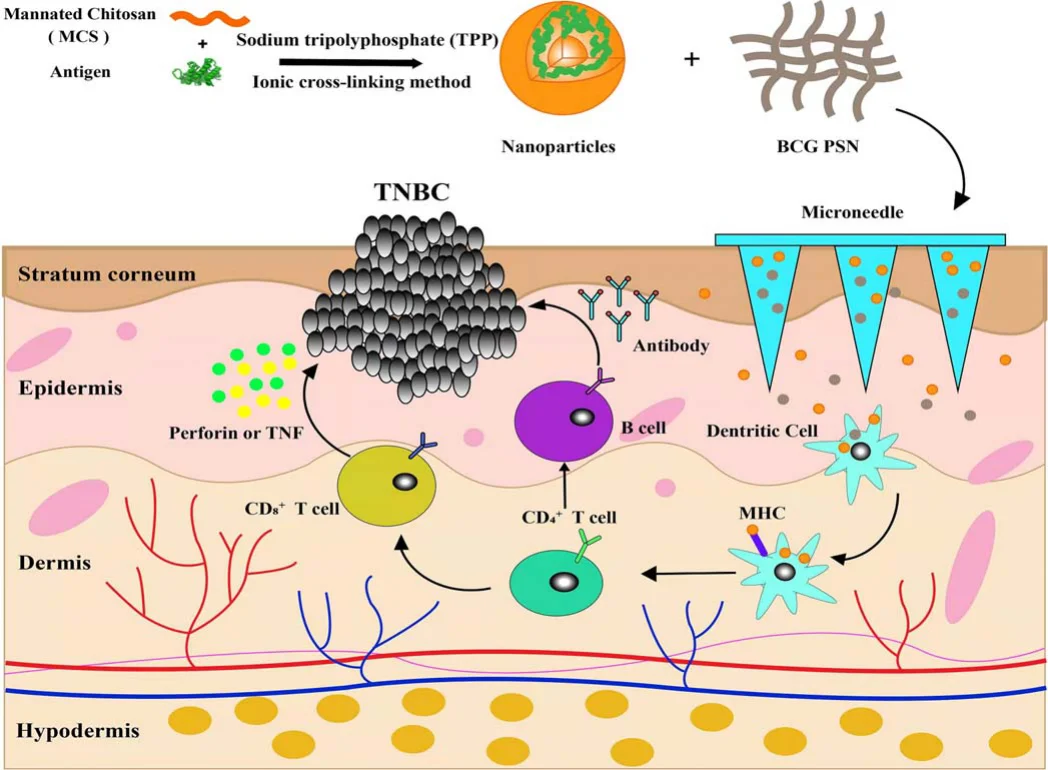 Mannated Chitosan
( MCS )
+
Antigen
Sodium tripolyphosphate (TPP)
Ionic cross-linking method
Nanoparticles
+
BCG PSN
Microneedle
TNBC
Stratum corneum
Antibody
Epidermis
Perforin or TNF
B cell
Dentritic Cell
CD₈⁺ T cell
CD₄⁺ T cell
MHC
Dermis
Hypodermis